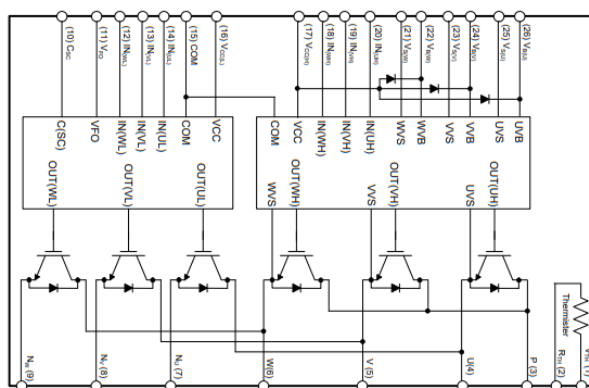 (10) CSC
(11) VFO
(12) IN(WL)
(13) IN(VL)
(14) IN(UL)
(15) COM
(16) VCC(L)
(17) VCC(H)
(18) IN(WH)
(19) IN(VH)
(20) IN(UH)
(21) VS(W)
(22) VB(W)
(23) VS(V)
(24) VB(V)
(25) VS(U)
(26) VB(U)
C(SC)
VFO
IN(WL)
IN(VL)
IN(UL)
COM
VCC
COM
VCC
IN(WH)
IN(VH)
IN(UH)
WVS
WVB
VVS
VVB
UVS
UVB
OUT(WL)
OUT(VL)
OUT(UL)
WVS
OUT(WH)
VVS
OUT(VH)
UVS
OUT(UH)
Thermister
NW (9)
NV (8)
NU (7)
W(6)
V (5)
U(4)
P (3)
RTH (2)
VTH (1)